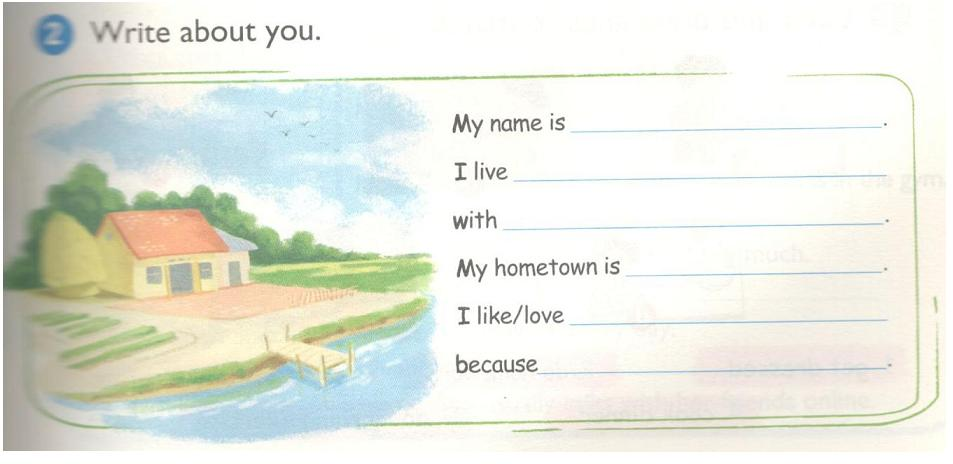 2 Write about you.
My name is .
I live
with .
My hometown is .
I like/love
because .